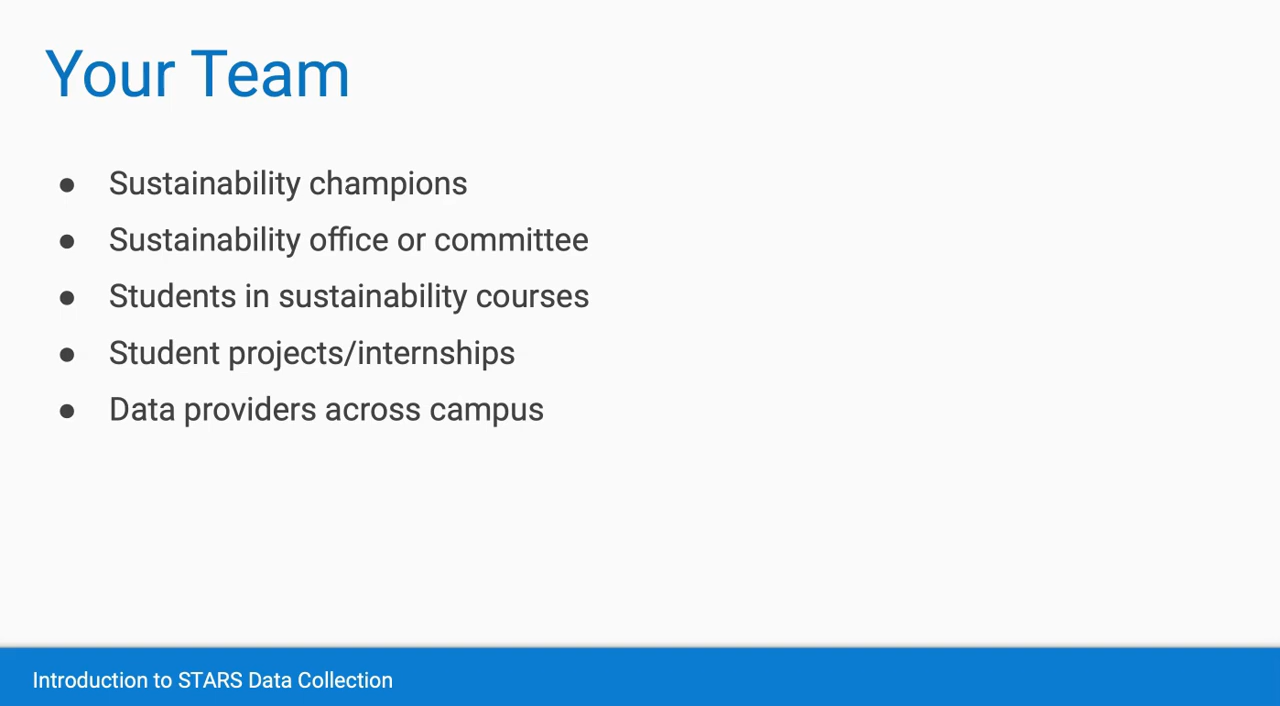 Your Team
● Sustainability champions
● Sustainability office or committee
● Students in sustainability courses
● Student projects/internships
● Data providers across campus
Introduction to STARS Data Collection